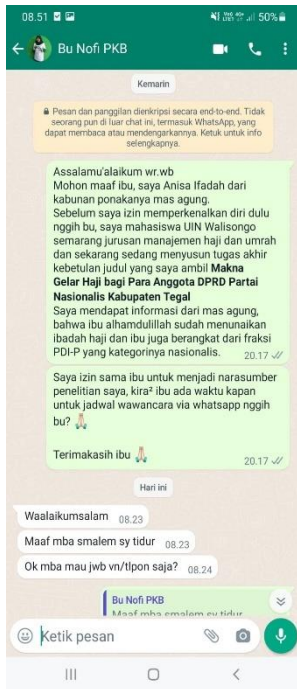 08.51
50%
Bu Nofi PKB
Kemarin
Pesan dan panggilan dienkripsi secara end-to-end. Tidak
seorang pun di luar chat ini, termasuk WhatsApp, yang
dapat membaca atau mendengarkannya. Ketuk untuk info
selengkapnya.
Assalamu'alaikum wr.wb
Mohon maaf ibu, saya Anisa Ifadah dari
kabunan ponakanya mas agung.
Sebelum saya izin memperkenalkan diri dulu
nggih bu, saya mahasiswa UIN Walisongo
semarang jurusan manajemen haji dan umrah
dan sekarang sedang menyusun tugas akhir
kebetulan judul yang saya ambil Makna
Gelar Haji bagi Para Anggota DPRD Partai
Nasionalis Kabupaten Tegal
Saya mendapat informasi dari mas agung,
bahwa ibu alhamdulillah sudah menunaikan
ibadah haji dan ibu juga berangkat dari fraksi
PDI-P yang kategorinya nasionalis.
20.17
Saya izin sama ibu untuk menjadi narasumber
penelitian saya, kira² ibu ada waktu kapan
untuk jadwal wawancara via whatsapp nggih
bu? 🙏🏻
Terimakasih ibu 🙏🏻
20.17
Hari ini
Waalaikumsalam 08.23
Maaf mba smalem sy tidur 08.23
Ok mba mau jwb vn/tlpon saja? 08.24
Bu Nofi PKB
Maaf mba smalem sy tidur
Ketik pesan